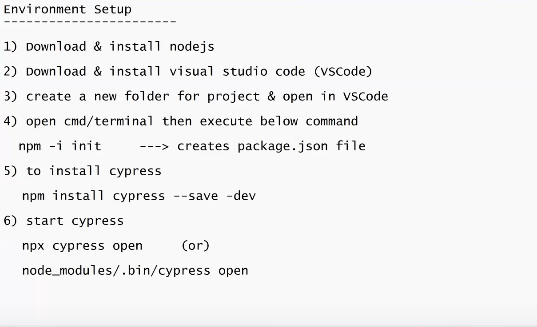 Environment Setup
-----------------------
1) Download & install nodejs
2) Download & install visual studio code (VSCode)
3) create a new folder for project & open in VSCode
4) open cmd/terminal then execute below command
npm -i init ---> creates package.json file
5) to install cypress
npm install cypress --save -dev
6) start cypress
npx cypress open (or)
node_modules/.bin/cypress open